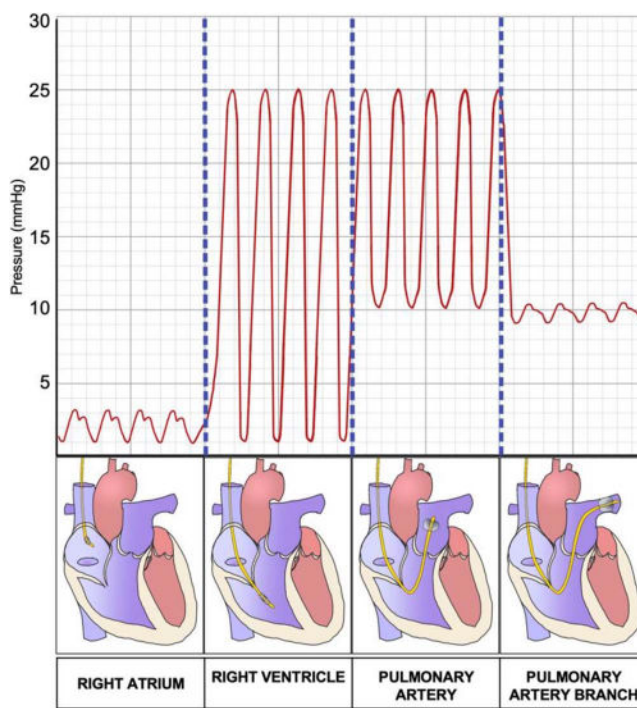 30
25
20
15
10
5
Pressure (mmHg)
RIGHT ATRIUM
RIGHT VENTRICLE
PULMONARY
ARTERY
PULMONARY
ARTERY BRANCH